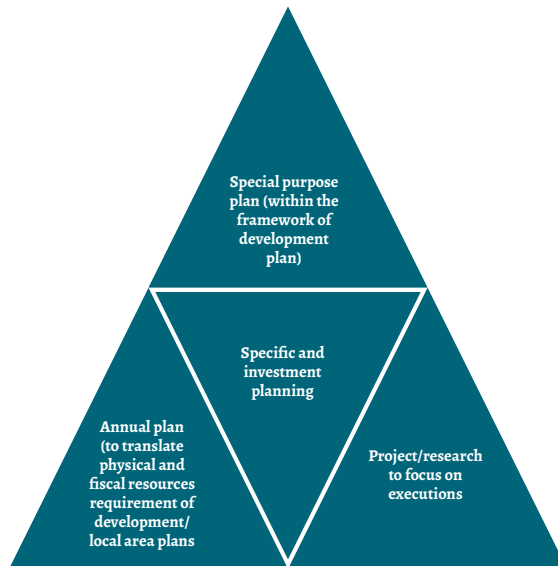 Special purpose
plan (within the
framework of
development
plan)
Specific and
investment
planning
Annual plan
(to translate
physical and
fiscal resources
requirement of
development/
local area plans
Project/research
to focus on
executions